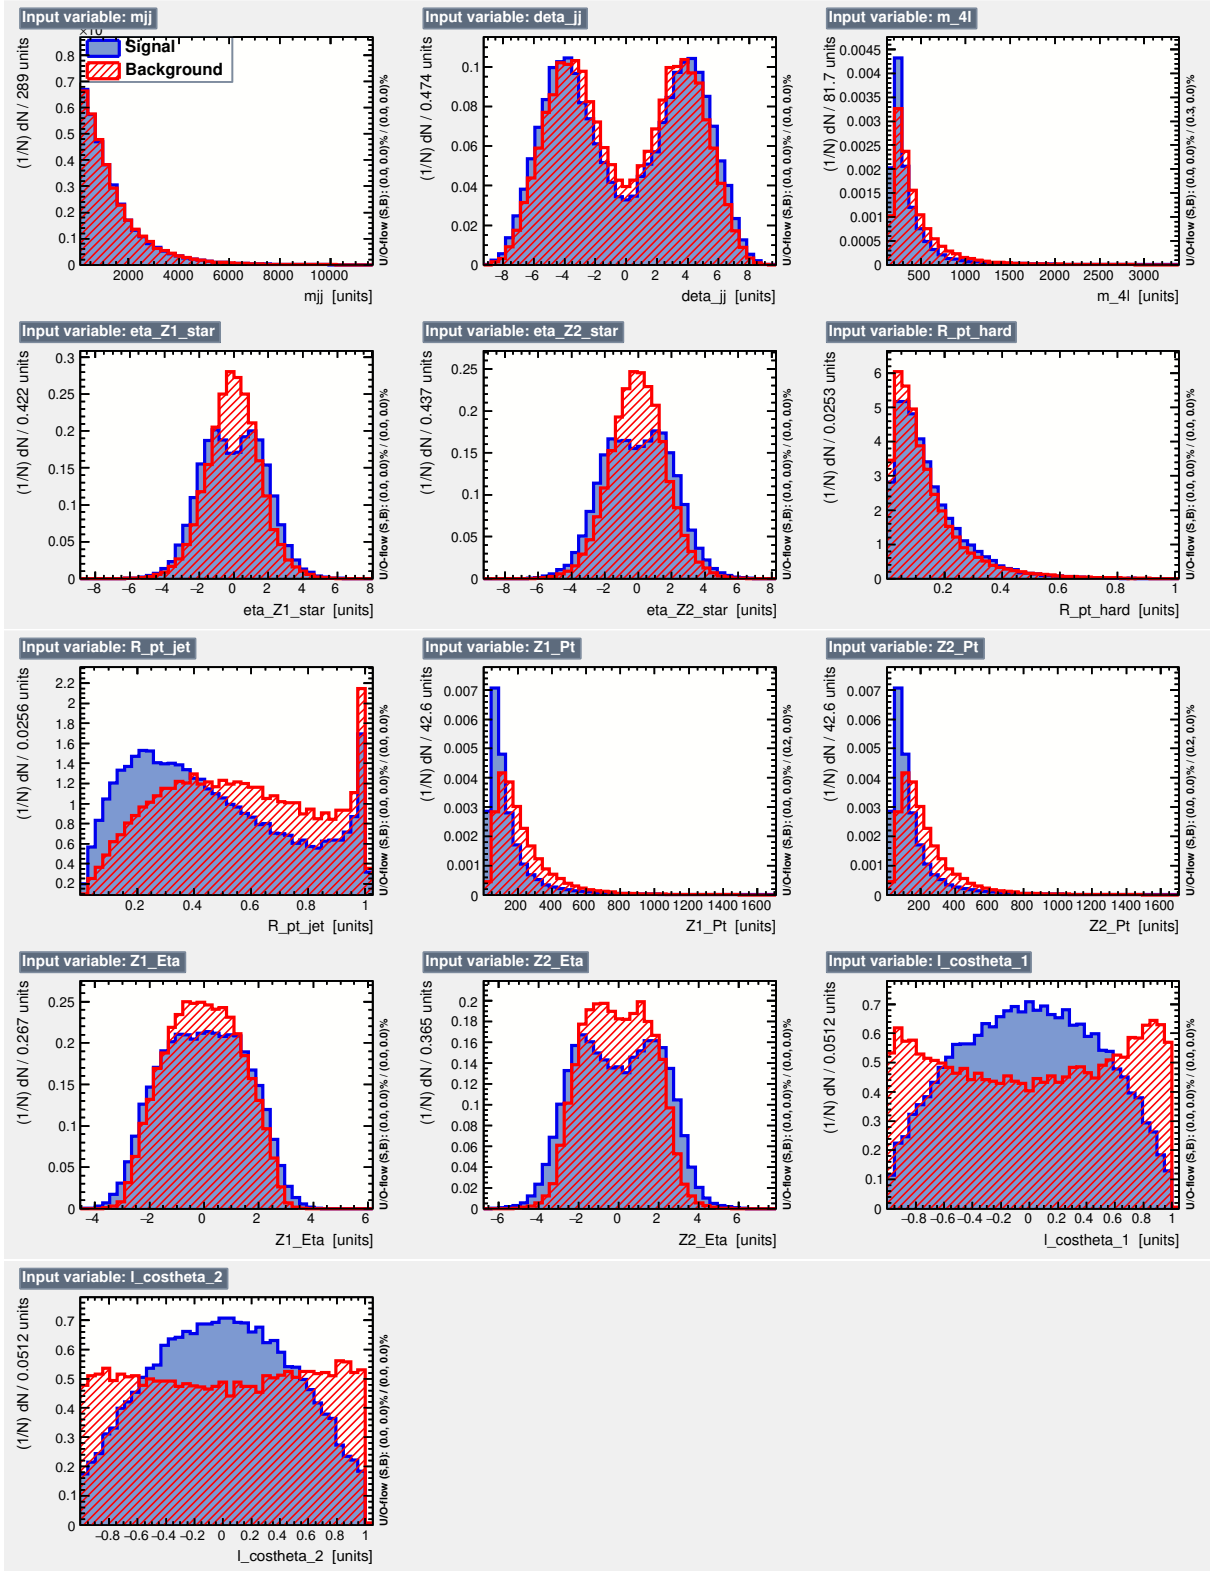 Input variable: mjj
×10
(1/N) dN / 289 units
0.8
0.7
0.6
0.5
0.4
0.3
0.2
0.1
0
Signal
Background
2000 4000 6000 8000 10000
mjj [units]
U/O-flow (S,B): (0.0, 0.0)% / (0.0, 0.0)%
Input variable: deta_jj
(1/N) dN / 0.474 units
0.1
0.08
0.06
0.04
0.02
0
−8 −6 −4 −2 0 2 4 6 8
deta_jj [units]
U/O-flow (S,B): (0.0, 0.0)% / (0.0, 0.0)%
Input variable: m_4l
(1/N) dN / 81.7 units
0.0045
0.004
0.0035
0.003
0.0025
0.002
0.0015
0.001
0.0005
0
500 1000 1500 2000 2500 3000
m_4l [units]
U/O-flow (S,B): (0.0, 0.0)% / (0.3, 0.0)%
Input variable: eta_Z1_star
(1/N) dN / 0.422 units
0.3
0.25
0.2
0.15
0.1
0.05
0
−8 −6 −4 −2 0 2 4 6 8
eta_Z1_star [units]
U/O-flow (S,B): (0.0, 0.0)% / (0.0, 0.0)%
Input variable: eta_Z2_star
(1/N) dN / 0.437 units
0.25
0.2
0.15
0.1
0.05
0
−8 −6 −4 −2 0 2 4 6 8
eta_Z2_star [units]
U/O-flow (S,B): (0.0, 0.0)% / (0.0, 0.0)%
Input variable: R_pt_hard
(1/N) dN / 0.0253 units
6
5
4
3
2
1
0
0.2 0.4 0.6 0.8 1
R_pt_hard [units]
U/O-flow (S,B): (0.0, 0.0)% / (0.0, 0.0)%
Input variable: R_pt_jet
(1/N) dN / 0.0256 units
2.2
2
1.8
1.6
1.4
1.2
1
0.8
0.6
0.4
0.2
0.2 0.4 0.6 0.8 1
R_pt_jet [units]
U/O-flow (S,B): (0.0, 0.0)% / (0.0, 0.0)%
Input variable: Z1_Pt
(1/N) dN / 42.6 units
0.007
0.006
0.005
0.004
0.003
0.002
0.001
0
200 400 600 800 1000 1200 1400 1600
Z1_Pt [units]
U/O-flow (S,B): (0.0, 0.0)% / (0.2, 0.0)%
Input variable: Z2_Pt
(1/N) dN / 42.6 units
0.007
0.006
0.005
0.004
0.003
0.002
0.001
0
200 400 600 800 1000 1200 1400 1600
Z2_Pt [units]
U/O-flow (S,B): (0.0, 0.0)% / (0.2, 0.0)%
Input variable: Z1_Eta
(1/N) dN / 0.267 units
0.25
0.2
0.15
0.1
0.05
0
−4 −2 0 2 4 6
Z1_Eta [units]
U/O-flow (S,B): (0.0, 0.0)% / (0.0, 0.0)%
Input variable: Z2_Eta
(1/N) dN / 0.365 units
0.2
0.18
0.16
0.14
0.12
0.1
0.08
0.06
0.04
0.02
0
−6 −4 −2 0 2 4 6
Z2_Eta [units]
U/O-flow (S,B): (0.0, 0.0)% / (0.0, 0.0)%
Input variable: l_costheta_1
(1/N) dN / 0.0512 units
0.7
0.6
0.5
0.4
0.3
0.2
0.1
0
−0.8 −0.6 −0.4 −0.2 0 0.2 0.4 0.6 0.8 1
l_costheta_1 [units]
U/O-flow (S,B): (0.0, 0.0)% / (0.0, 0.0)%
Input variable: l_costheta_2
(1/N) dN / 0.0512 units
0.7
0.6
0.5
0.4
0.3
0.2
0.1
0
−0.8 −0.6 −0.4 −0.2 0 0.2 0.4 0.6 0.8 1
l_costheta_2 [units]
U/O-flow (S,B): (0.0, 0.0)% / (0.0, 0.0)%